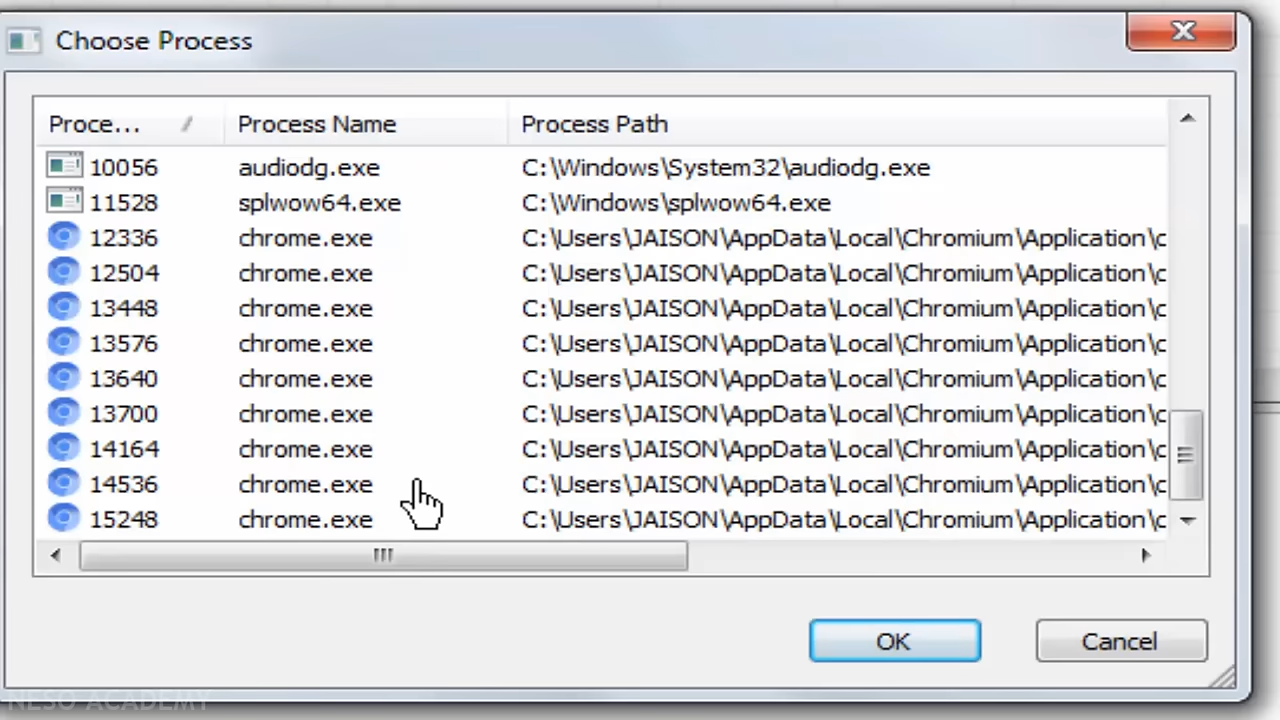 Choose Process
Proce... Process Name Process Path
10056 audiodg.exe C:\Windows\System32\audiodg.exe
11528 splwow64.exe C:\Windows\splwow64.exe
12336 chrome.exe C:\Users\JAISON\AppData\Local\Chromium\Application\c
12504 chrome.exe C:\Users\JAISON\AppData\Local\Chromium\Application\c
13448 chrome.exe C:\Users\JAISON\AppData\Local\Chromium\Application\c
13576 chrome.exe C:\Users\JAISON\AppData\Local\Chromium\Application\c
13640 chrome.exe C:\Users\JAISON\AppData\Local\Chromium\Application\c
13700 chrome.exe C:\Users\JAISON\AppData\Local\Chromium\Application\c
14164 chrome.exe C:\Users\JAISON\AppData\Local\Chromium\Application\c
14536 chrome.exe C:\Users\JAISON\AppData\Local\Chromium\Application\c
15248 chrome.exe C:\Users\JAISON\AppData\Local\Chromium\Application\c
OK Cancel
NESO ACADEMY